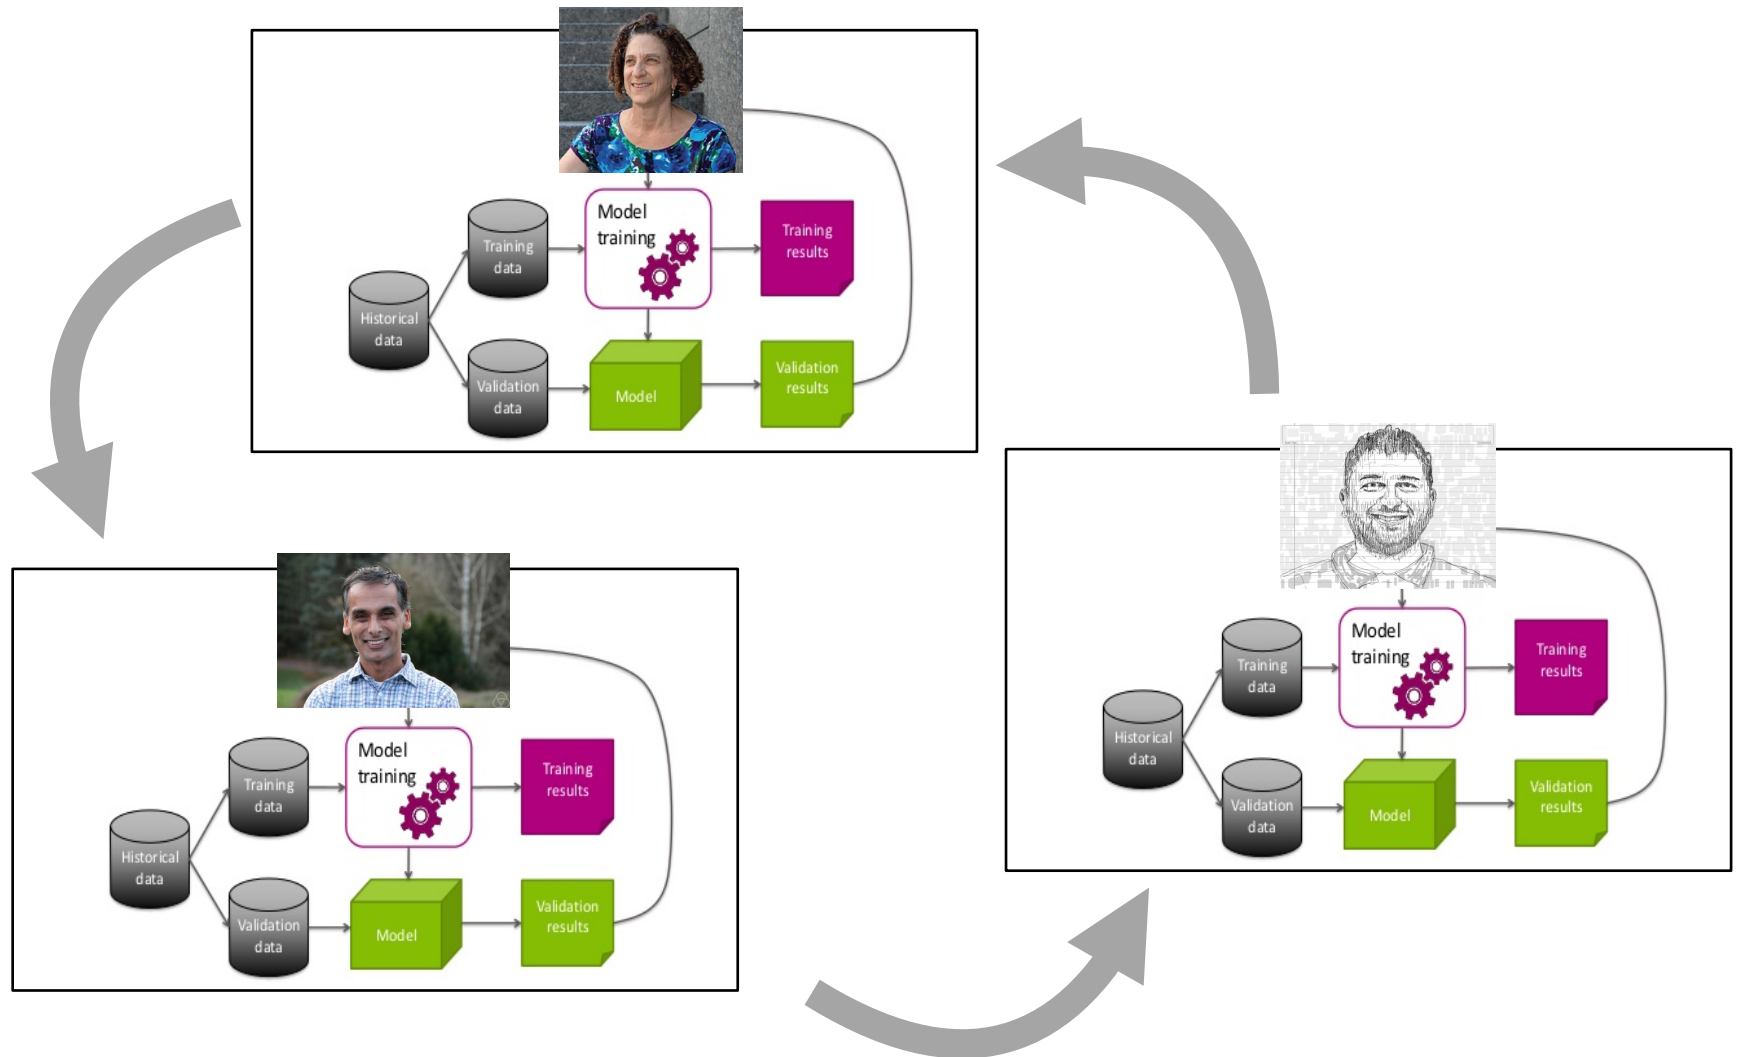 Model
training
Training
results
Training
data
Historical
data
Validation
data
Model
Validation
results
Model
training
Training
results
Training
data
Historical
data
Validation
data
Model
Validation
results
Model
training
Training
results
Training
data
Historical
data
Validation
data
Model
Validation
results